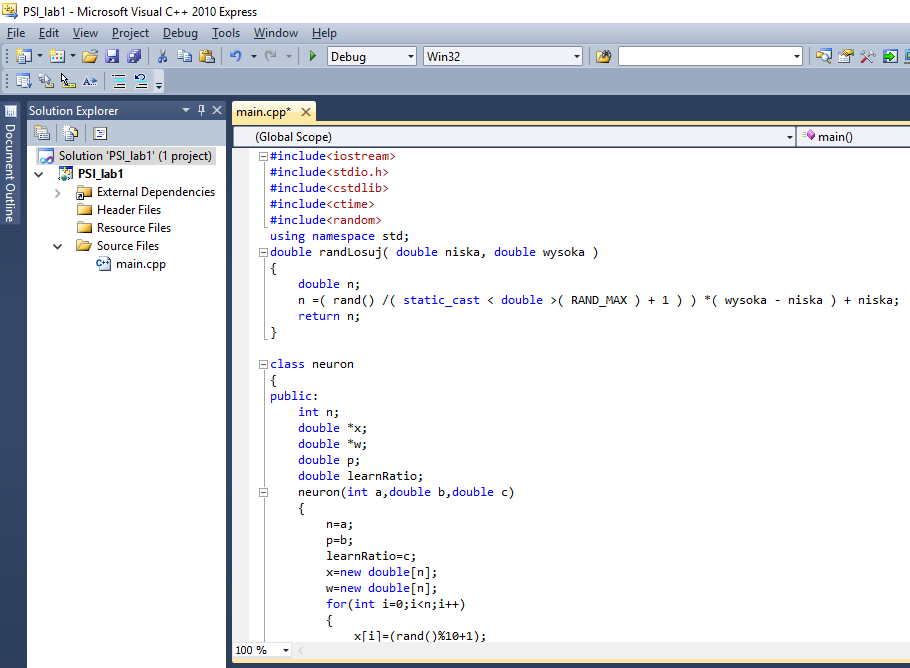 PSI_lab1 - Microsoft Visual C++ 2010 Express
File Edit View Project Debug Tools Window Help
Debug Win32
Document Outline
Solution Explorer
Solution 'PSI_lab1' (1 project)
PSI_lab1
External Dependencies
Header Files
Resource Files
Source Files
main.cpp
main.cpp*
(Global Scope) main()
#include<iostream>
#include<stdio.h>
#include<cstdlib>
#include<ctime>
#include<random>
using namespace std;
double randLosuj( double niska, double wysoka )
{
double n;
n =( rand() /( static_cast < double >( RAND_MAX ) + 1 ) ) *( wysoka - niska ) + niska;
return n;
}
class neuron
{
public:
int n;
double *x;
double *w;
double p;
double learnRatio;
neuron(int a,double b,double c)
{
n=a;
p=b;
learnRatio=c;
x=new double[n];
w=new double[n];
for(int i=0;i<n;i++)
{
x[i]=(rand()%10+1);
100 %